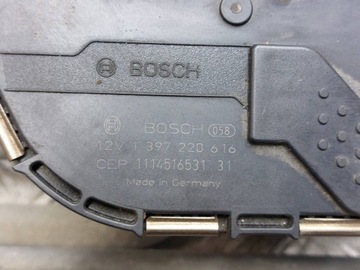 BOSCH
BOSCH 058
12V 1 397 220 616
CEP 1114516531 31
Made in Germany